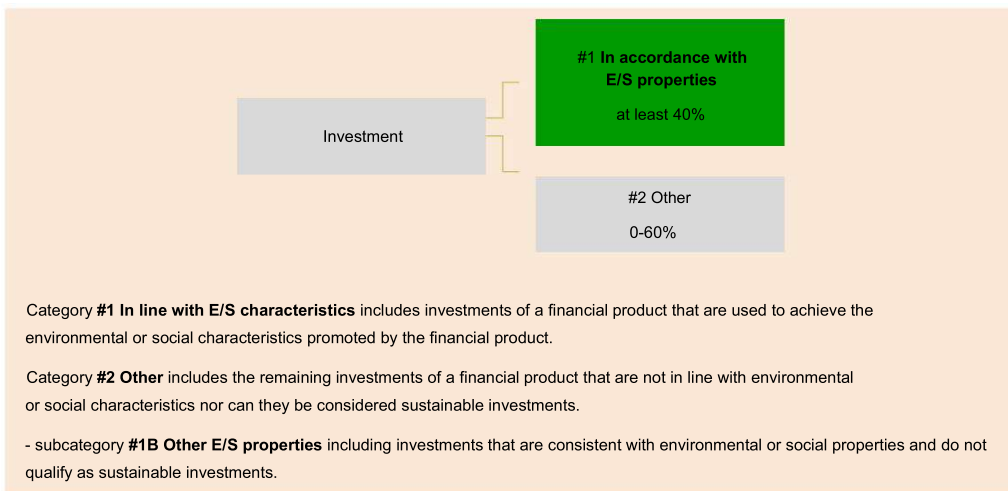 #1 In accordance with
E/S properties
at least 40%
Investment
#2 Other
0-60%
Category #1 In line with E/S characteristics includes investments of a financial product that are used to achieve the
environmental or social characteristics promoted by the financial product.
Category #2 Other includes the remaining investments of a financial product that are not in line with environmental
or social characteristics nor can they be considered sustainable investments.
- subcategory #1B Other E/S properties including investments that are consistent with environmental or social properties and do not
qualify as sustainable investments.